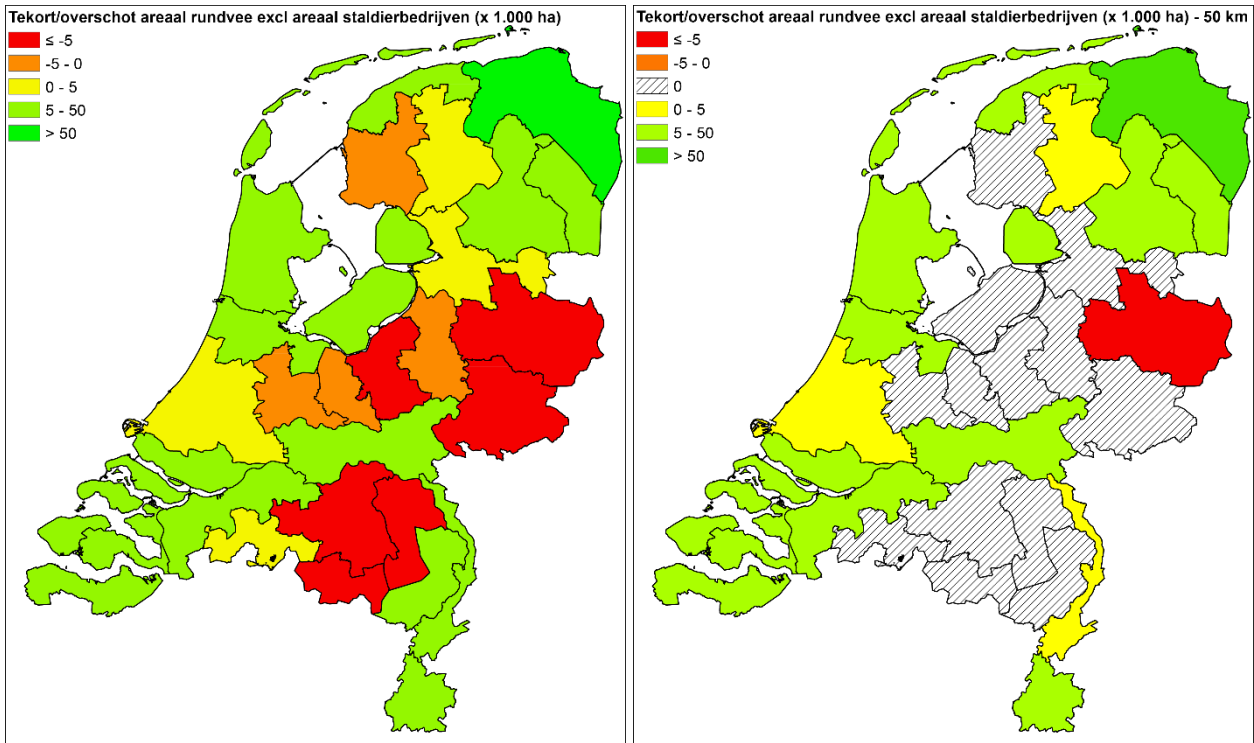 Tekort/overschot areaal rundvee excl areaal staldierbedrijven (x 1.000 ha)
≤ -5
-5 - 0
0 - 5
5 - 50
> 50
Tekort/overschot areaal rundvee excl areaal staldierbedrijven (x 1.000 ha) - 50 km
≤ -5
-5 - 0
0
0 - 5
5 - 50
> 50